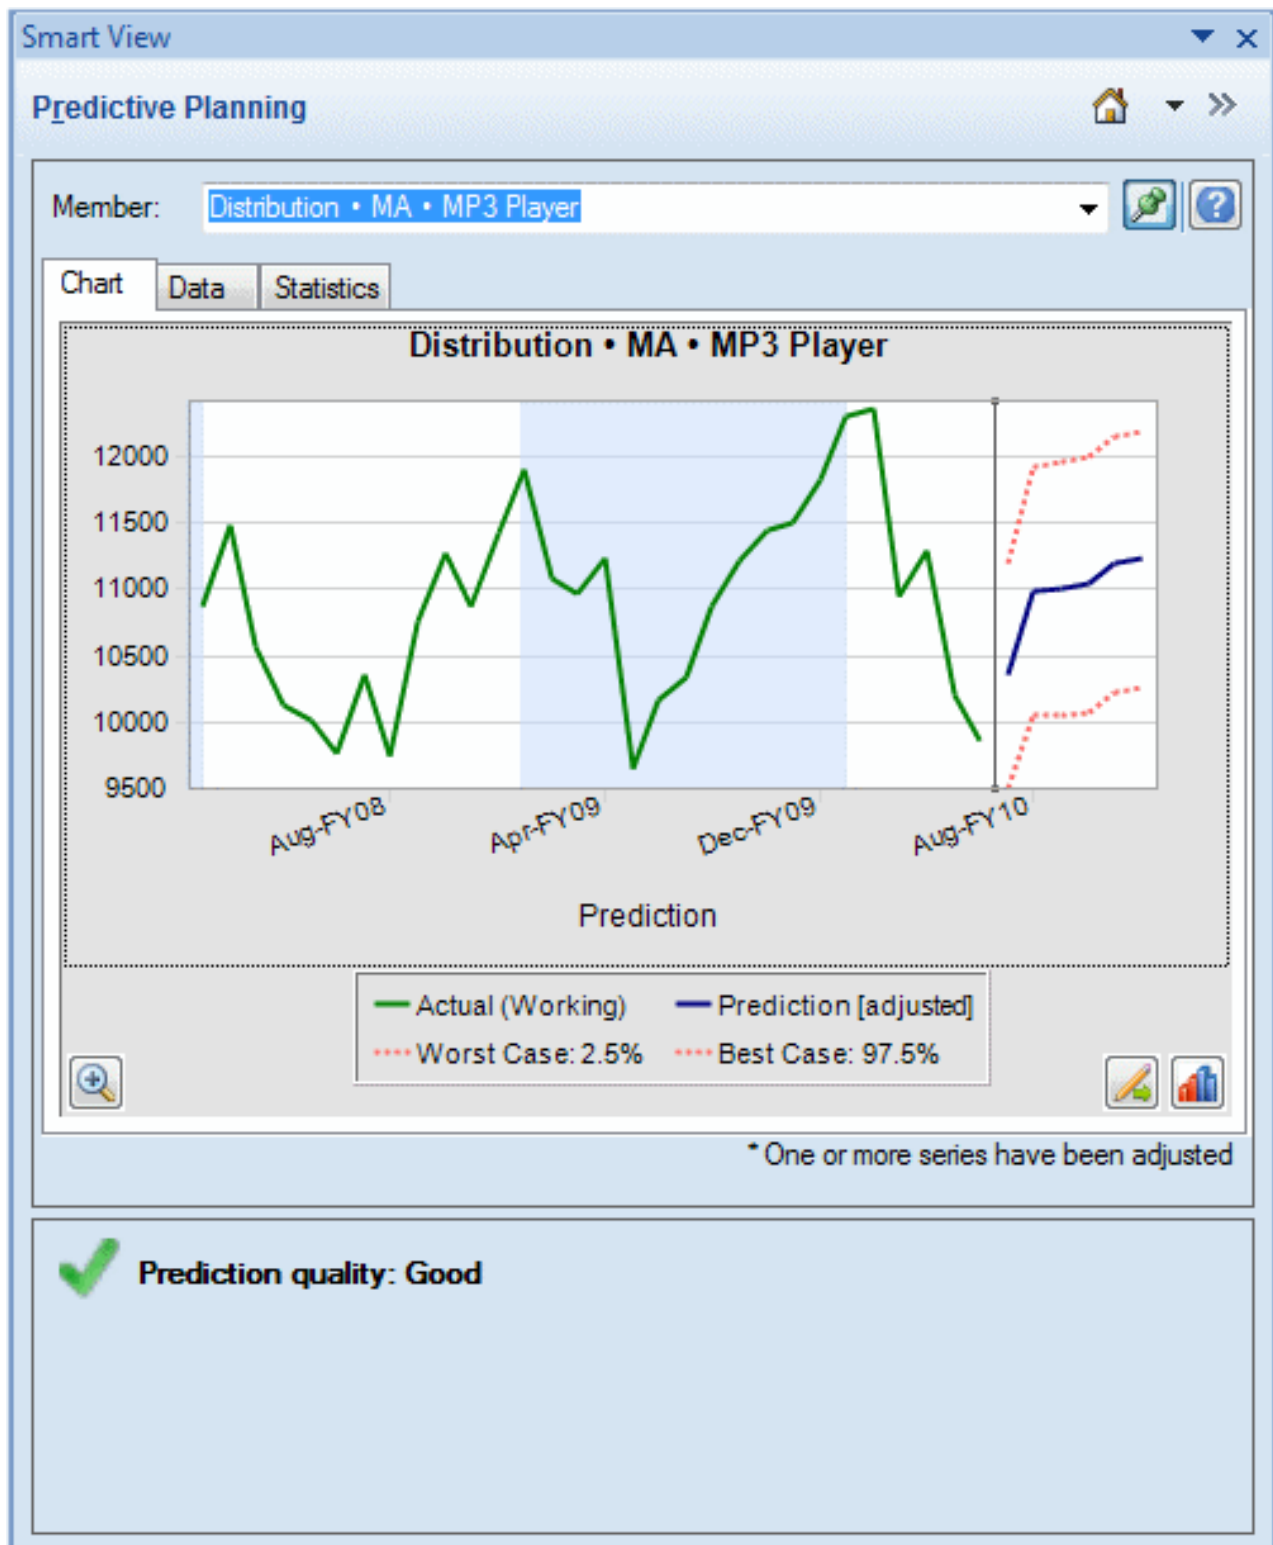 Smart View
Predictive Planning
Member: Distribution • MA • MP3 Player
Chart Data Statistics
Distribution • MA • MP3 Player
12000
11500
11000
10500
10000
9500
Aug-FY08 Apr-FY09 Dec-FY09 Aug-FY10
Prediction
Actual (Working) Prediction [adjusted]
Worst Case: 2.5% Best Case: 97.5%
* One or more series have been adjusted
Prediction quality: Good